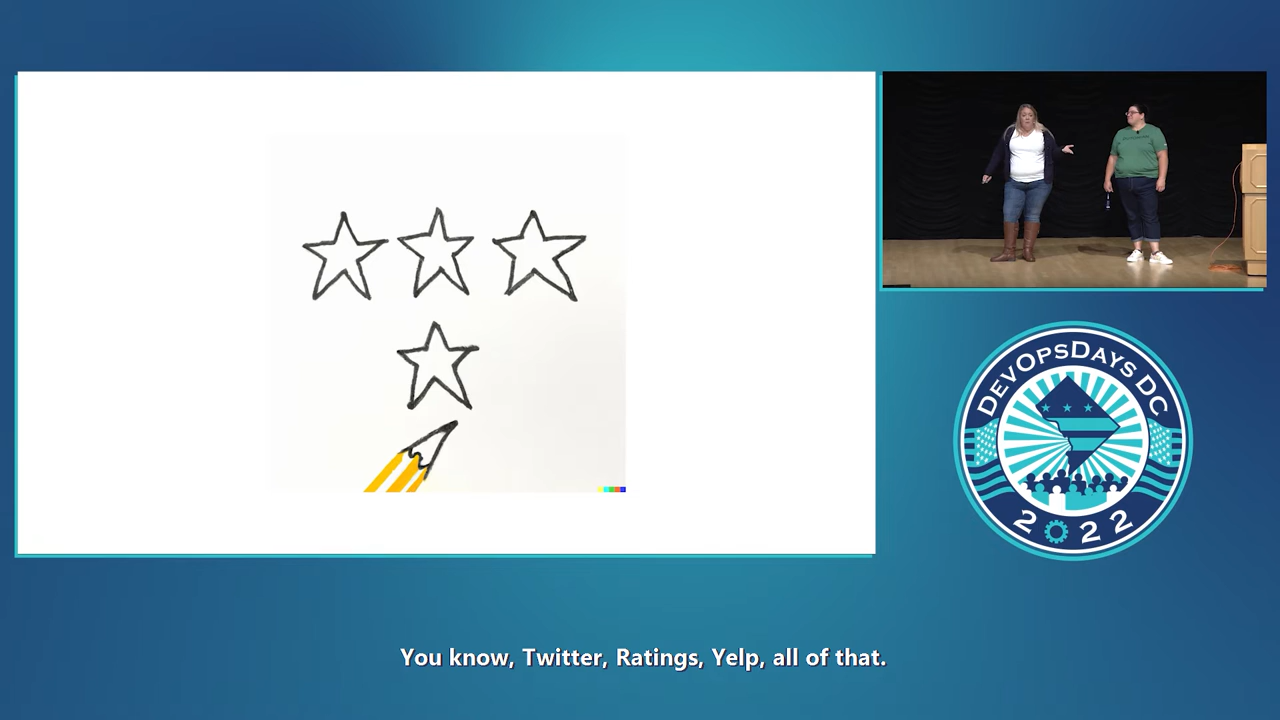 DEVOPSDAYS DC
2022
You know, Twitter, Ratings, Yelp, all of that.